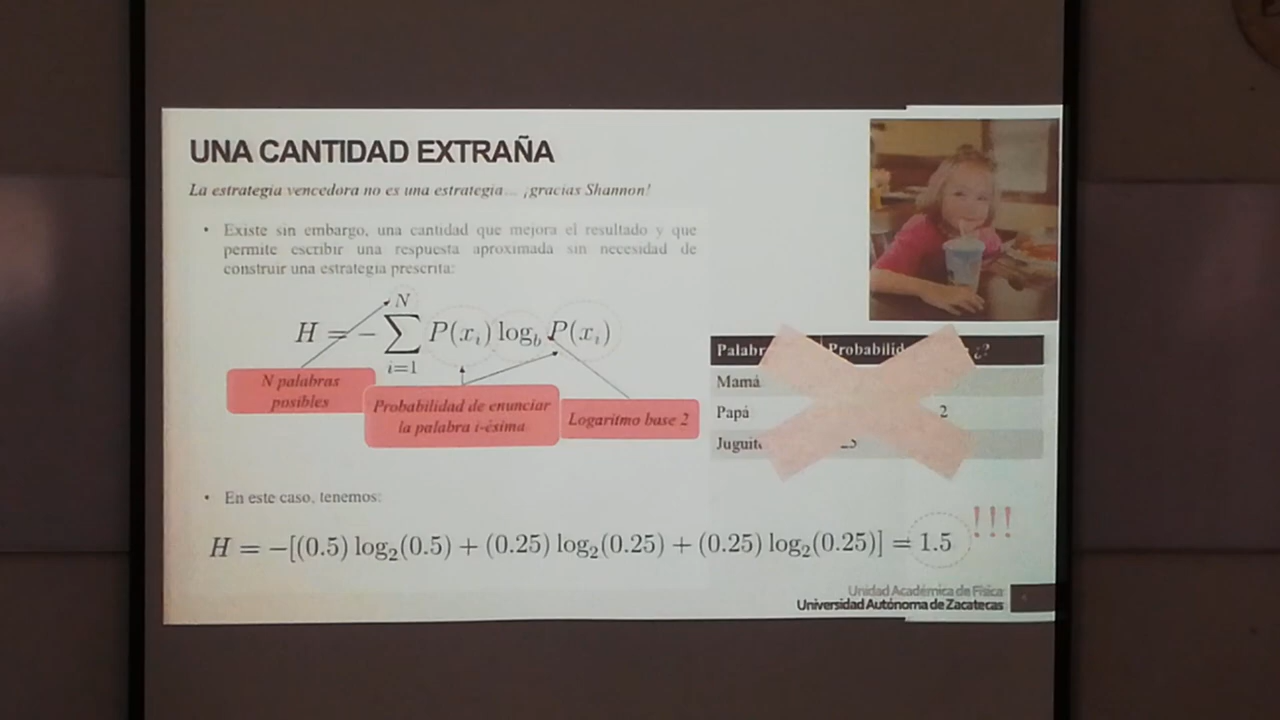 UNA CANTIDAD EXTRAÑA
La estrategia vencedora no es una estrategia... ¡gracias Shannon!
• Existe sin embargo, una cantidad que mejora el resultado y que
permite escribir una respuesta aproximada sin necesidad de
construir una estrategia prescrita:
H = -\sum_{i=1}^{N} P(x_i) \log_b P(x_i)
N palabras
posibles
Probabilidad de enunciar
la palabra i-ésima
Logaritmo base 2
¿?
Mamá
Papá 2
• En este caso, tenemos:
H = −[(0.5) log₂(0.5) + (0.25) log₂(0.25) + (0.25) log₂(0.25)] = 1.5 !!!
Unidad Académica de Física
Universidad Autónoma de Zacatecas